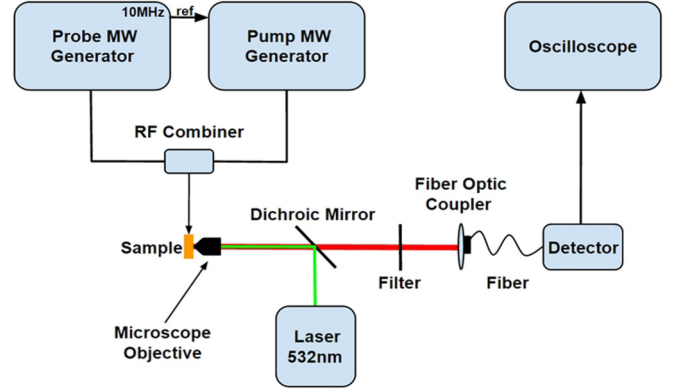 10MHz ref
Probe MW
Generator
Pump MW
Generator
Oscilloscope
RF Combiner
Fiber Optic
Coupler
Dichroic Mirror
Sample
Detector
Filter
Fiber
Microscope
Objective
Laser
532nm